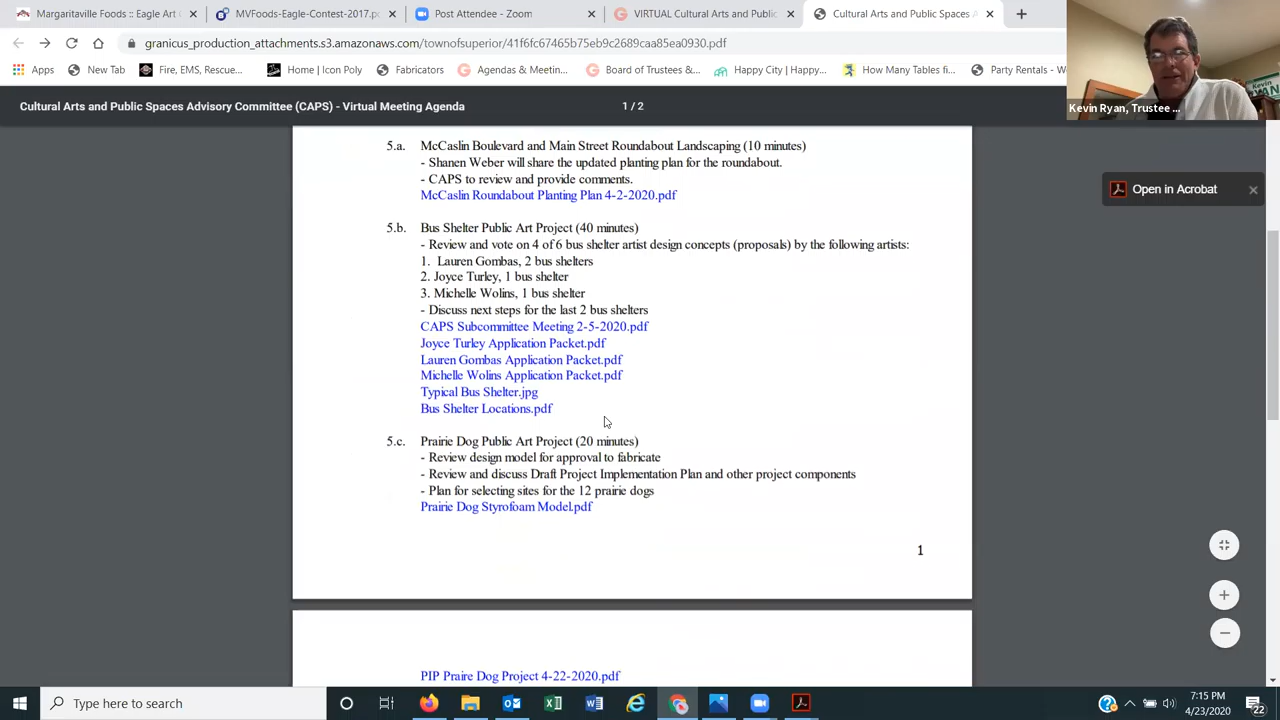 Margaritaville Foods :: Eagle Art
MVFoods-Eagle-Contest-2017.p
Post Attendee - Zoom
VIRTUAL Cultural Arts and Public
Cultural Arts and Public Spaces
granicus_production_attachments.s3.amazonaws.com/townofsuperior/41f6fc67465b75eb9c2689caa85ea0930.pdf
Apps
New Tab
Fire, EMS, Rescue...
Home | Icon Poly
Fabricators
Agendas & Meetin...
Board of Trustees &...
Happy City | Happy...
How Many Tables fi...
Party Rentals - We
Kevin Ryan, Trustee ...
Cultural Arts and Public Spaces Advisory Committee (CAPS) - Virtual Meeting Agenda
1 / 2
Open in Acrobat
5.a. McCaslin Boulevard and Main Street Roundabout Landscaping (10 minutes)
- Shanen Weber will share the updated planting plan for the roundabout.
- CAPS to review and provide comments.
McCaslin Roundabout Planting Plan 4-2-2020.pdf
5.b. Bus Shelter Public Art Project (40 minutes)
- Review and vote on 4 of 6 bus shelter artist design concepts (proposals) by the following artists:
1. Lauren Gombas, 2 bus shelters
2. Joyce Turley, 1 bus shelter
3. Michelle Wolins, 1 bus shelter
- Discuss next steps for the last 2 bus shelters
CAPS Subcommittee Meeting 2-5-2020.pdf
Joyce Turley Application Packet.pdf
Lauren Gombas Application Packet.pdf
Michelle Wolins Application Packet.pdf
Typical Bus Shelter.jpg
Bus Shelter Locations.pdf
5.c. Prairie Dog Public Art Project (20 minutes)
- Review design model for approval to fabricate
- Review and discuss Draft Project Implementation Plan and other project components
- Plan for selecting sites for the 12 prairie dogs
Prairie Dog Styrofoam Model.pdf
1
PIP Praire Dog Project 4-22-2020.pdf
Type here to search
7:15 PM
4/23/2020
22